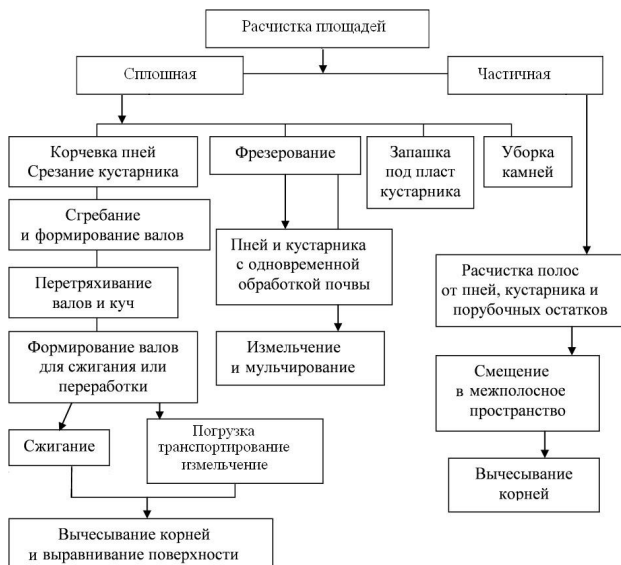 Расчистка площадей
Сплошная
Частичная
Корчевка пней
Срезание кустарника
Фрезерование
Запашка
под пласт
кустарника
Уборка
камней
Сгребание
и формирование валов
Пней и кустарника
с одновременной
обработкой почвы
Перетряхивание
валов и куч
Расчистка полос
от пней, кустарника и
порубочных остатков
Формирование валов
для сжигания или
переработки
Измельчение
и мульчирование
Смещение
в межполосное
пространство
Сжигание
Погрузка
транспортирование
измельчение
Вычесывание
корней
Вычесывание корней
и выравнивание поверхности